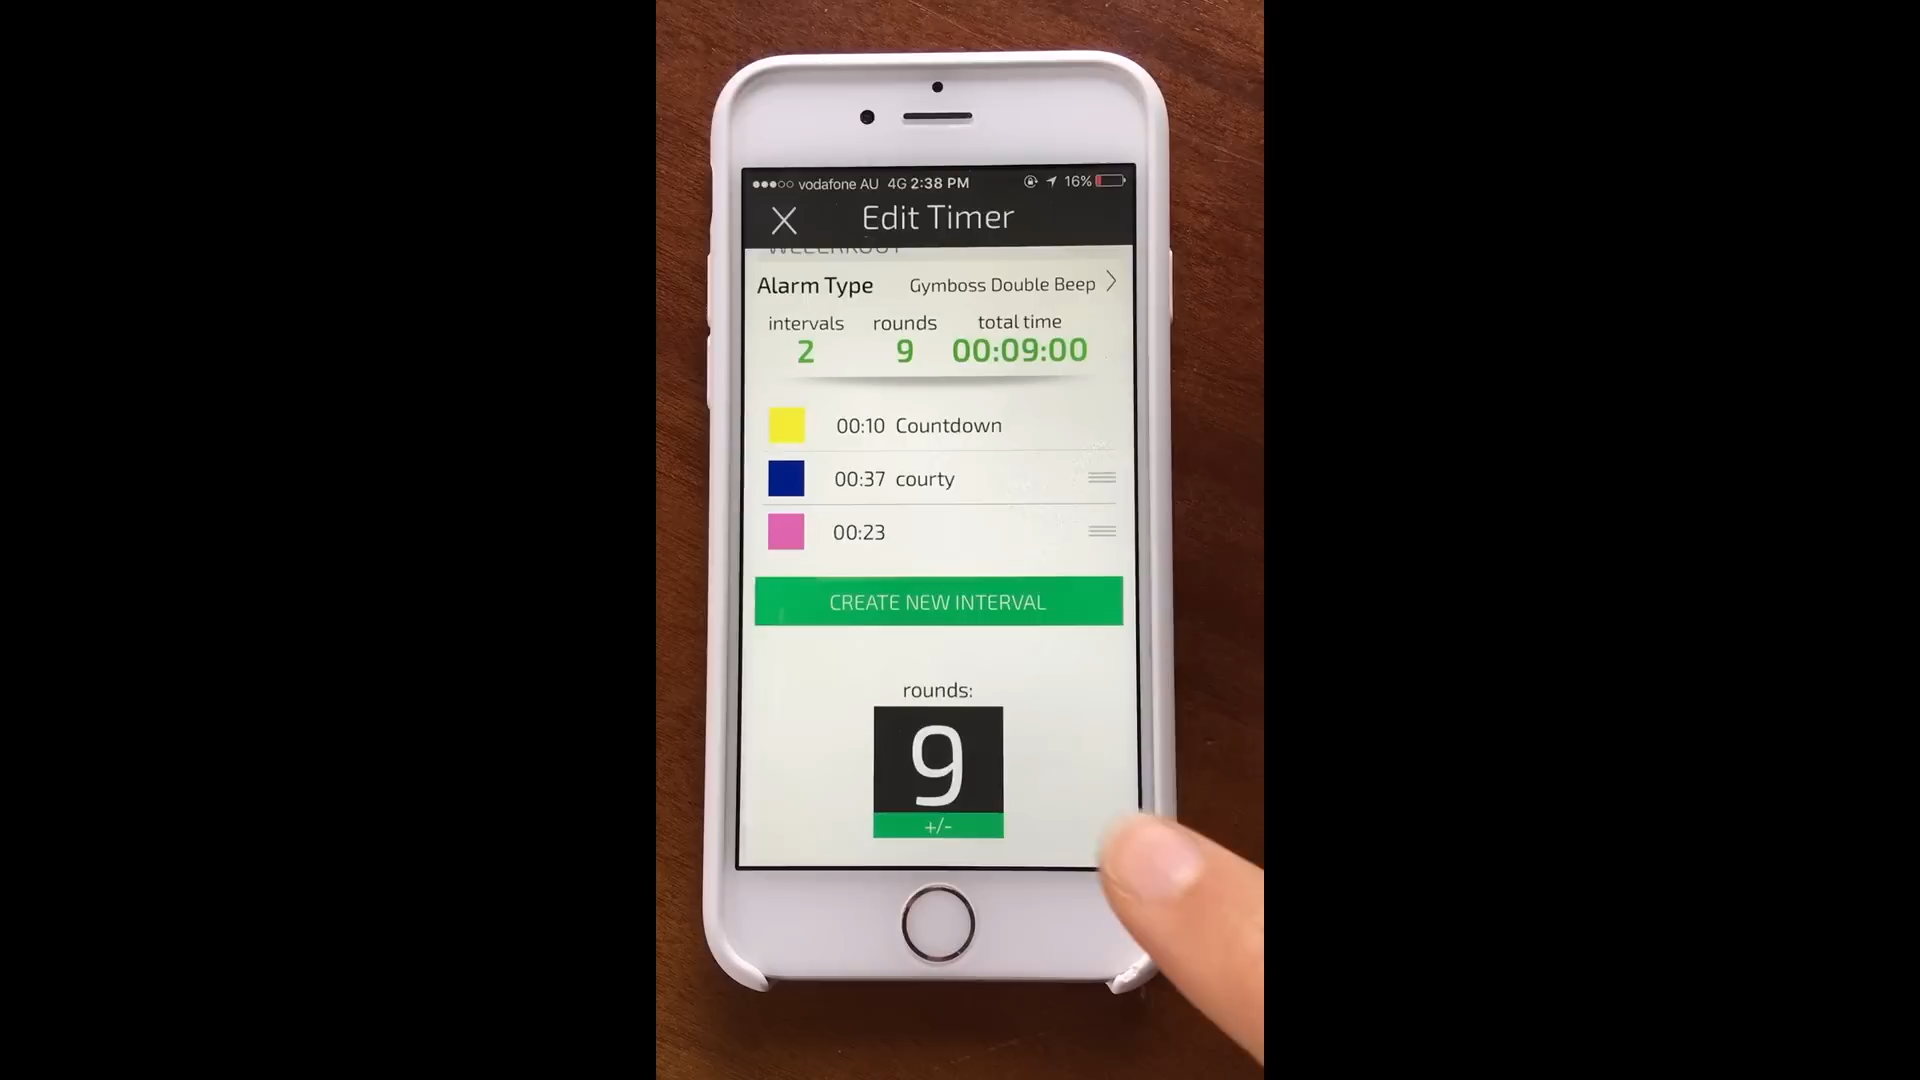 vodafone AU 4G 2:38 PM 16%
Edit Timer
Alarm Type Gymboss Double Beep
intervals rounds total time
2 9 00:09:00
00:10 Countdown
00:37 courty
00:23
CREATE NEW INTERVAL
rounds:
9
+/-